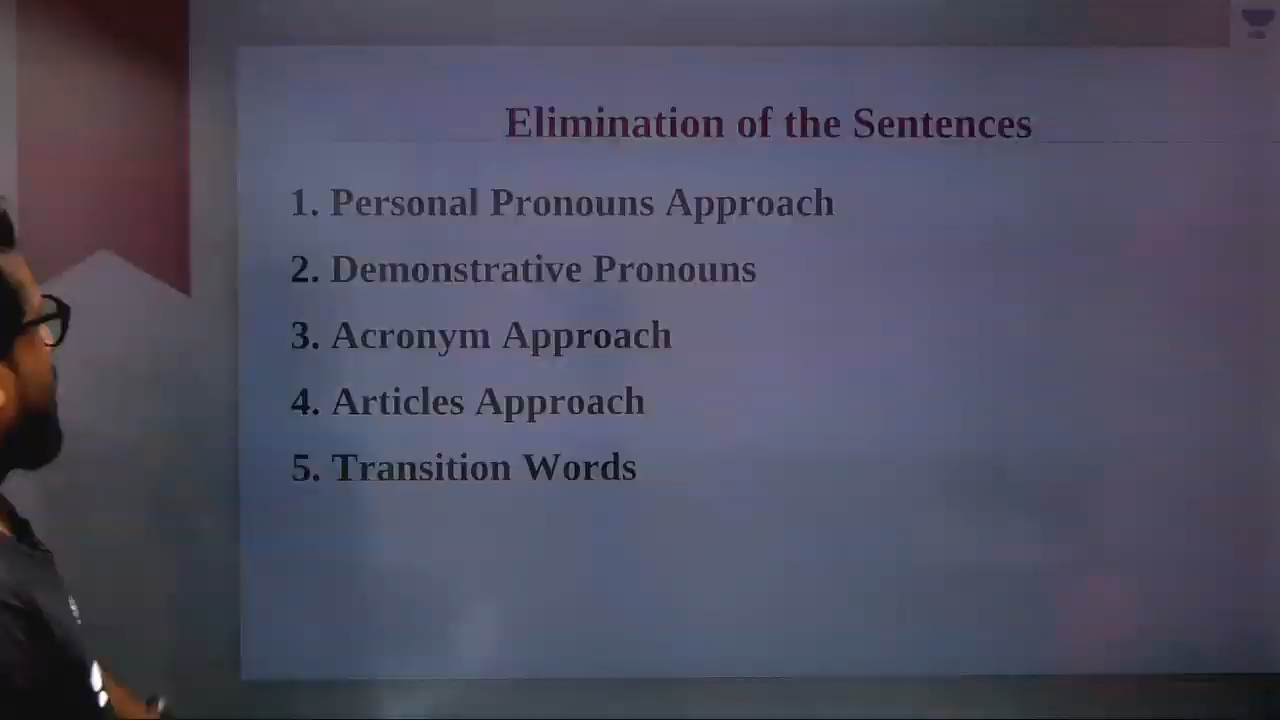 Elimination of the Sentences
1. Personal Pronouns Approach
2. Demonstrative Pronouns
3. Acronym Approach
4. Articles Approach
5. Transition Words